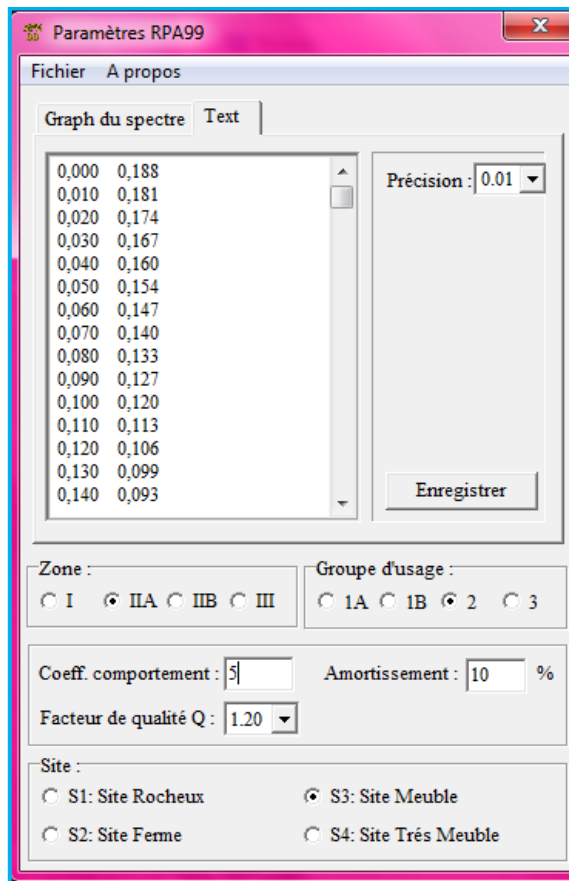 Paramètres RPA99
Fichier A propos
Graph du spectre Text
0,000 0,188
0,010 0,181
0,020 0,174
0,030 0,167
0,040 0,160
0,050 0,154
0,060 0,147
0,070 0,140
0,080 0,133
0,090 0,127
0,100 0,120
0,110 0,113
0,120 0,106
0,130 0,099
0,140 0,093
Précision : 0.01
Enregistrer
Zone :
I IIA IIB III
Groupe d'usage :
1A 1B 2 3
Coeff. comportement : 5 Amortissement : 10 %
Facteur de qualité Q : 1.20
Site :
S1: Site Rocheux S3: Site Meuble
S2: Site Ferme S4: Site Trés Meuble